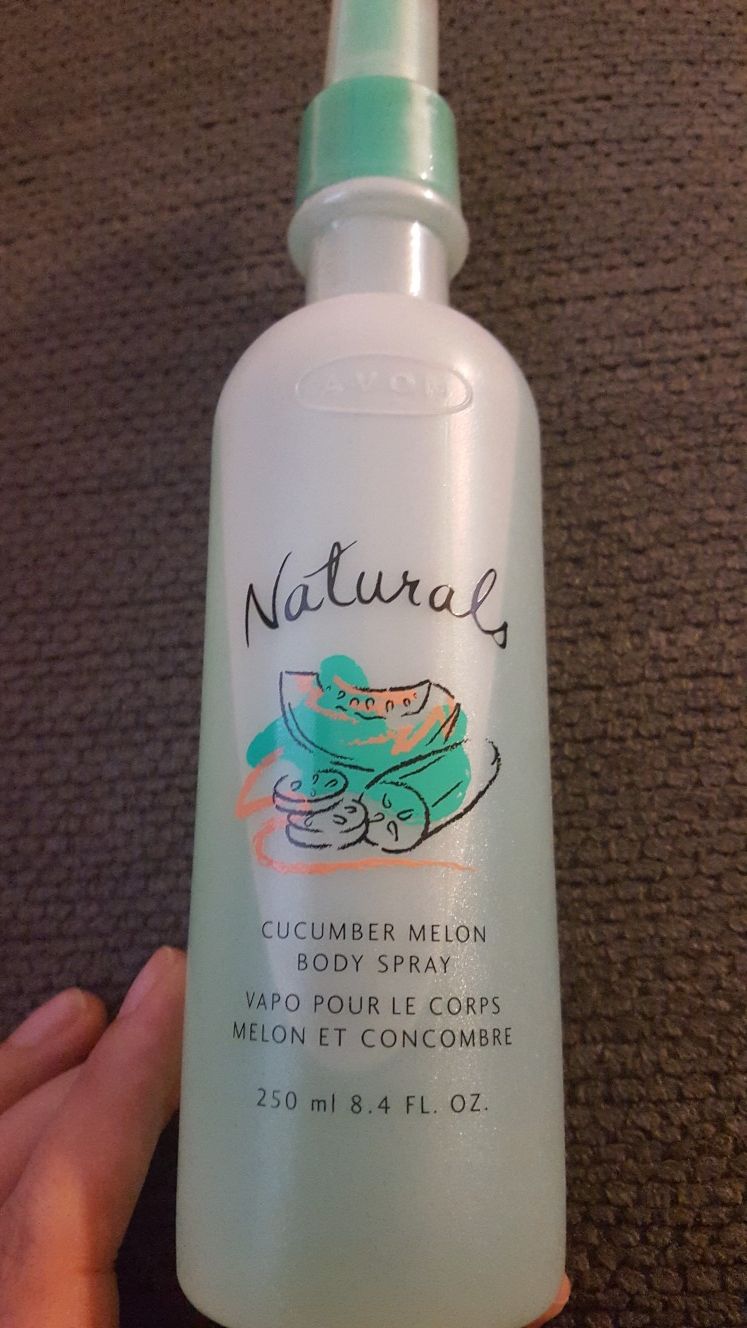 AVON
Naturals
CUCUMBER MELON
BODY SPRAY
VAPO POUR LE CORPS
MELON ET CONCOMBRE
250 ml 8.4 FL. OZ.